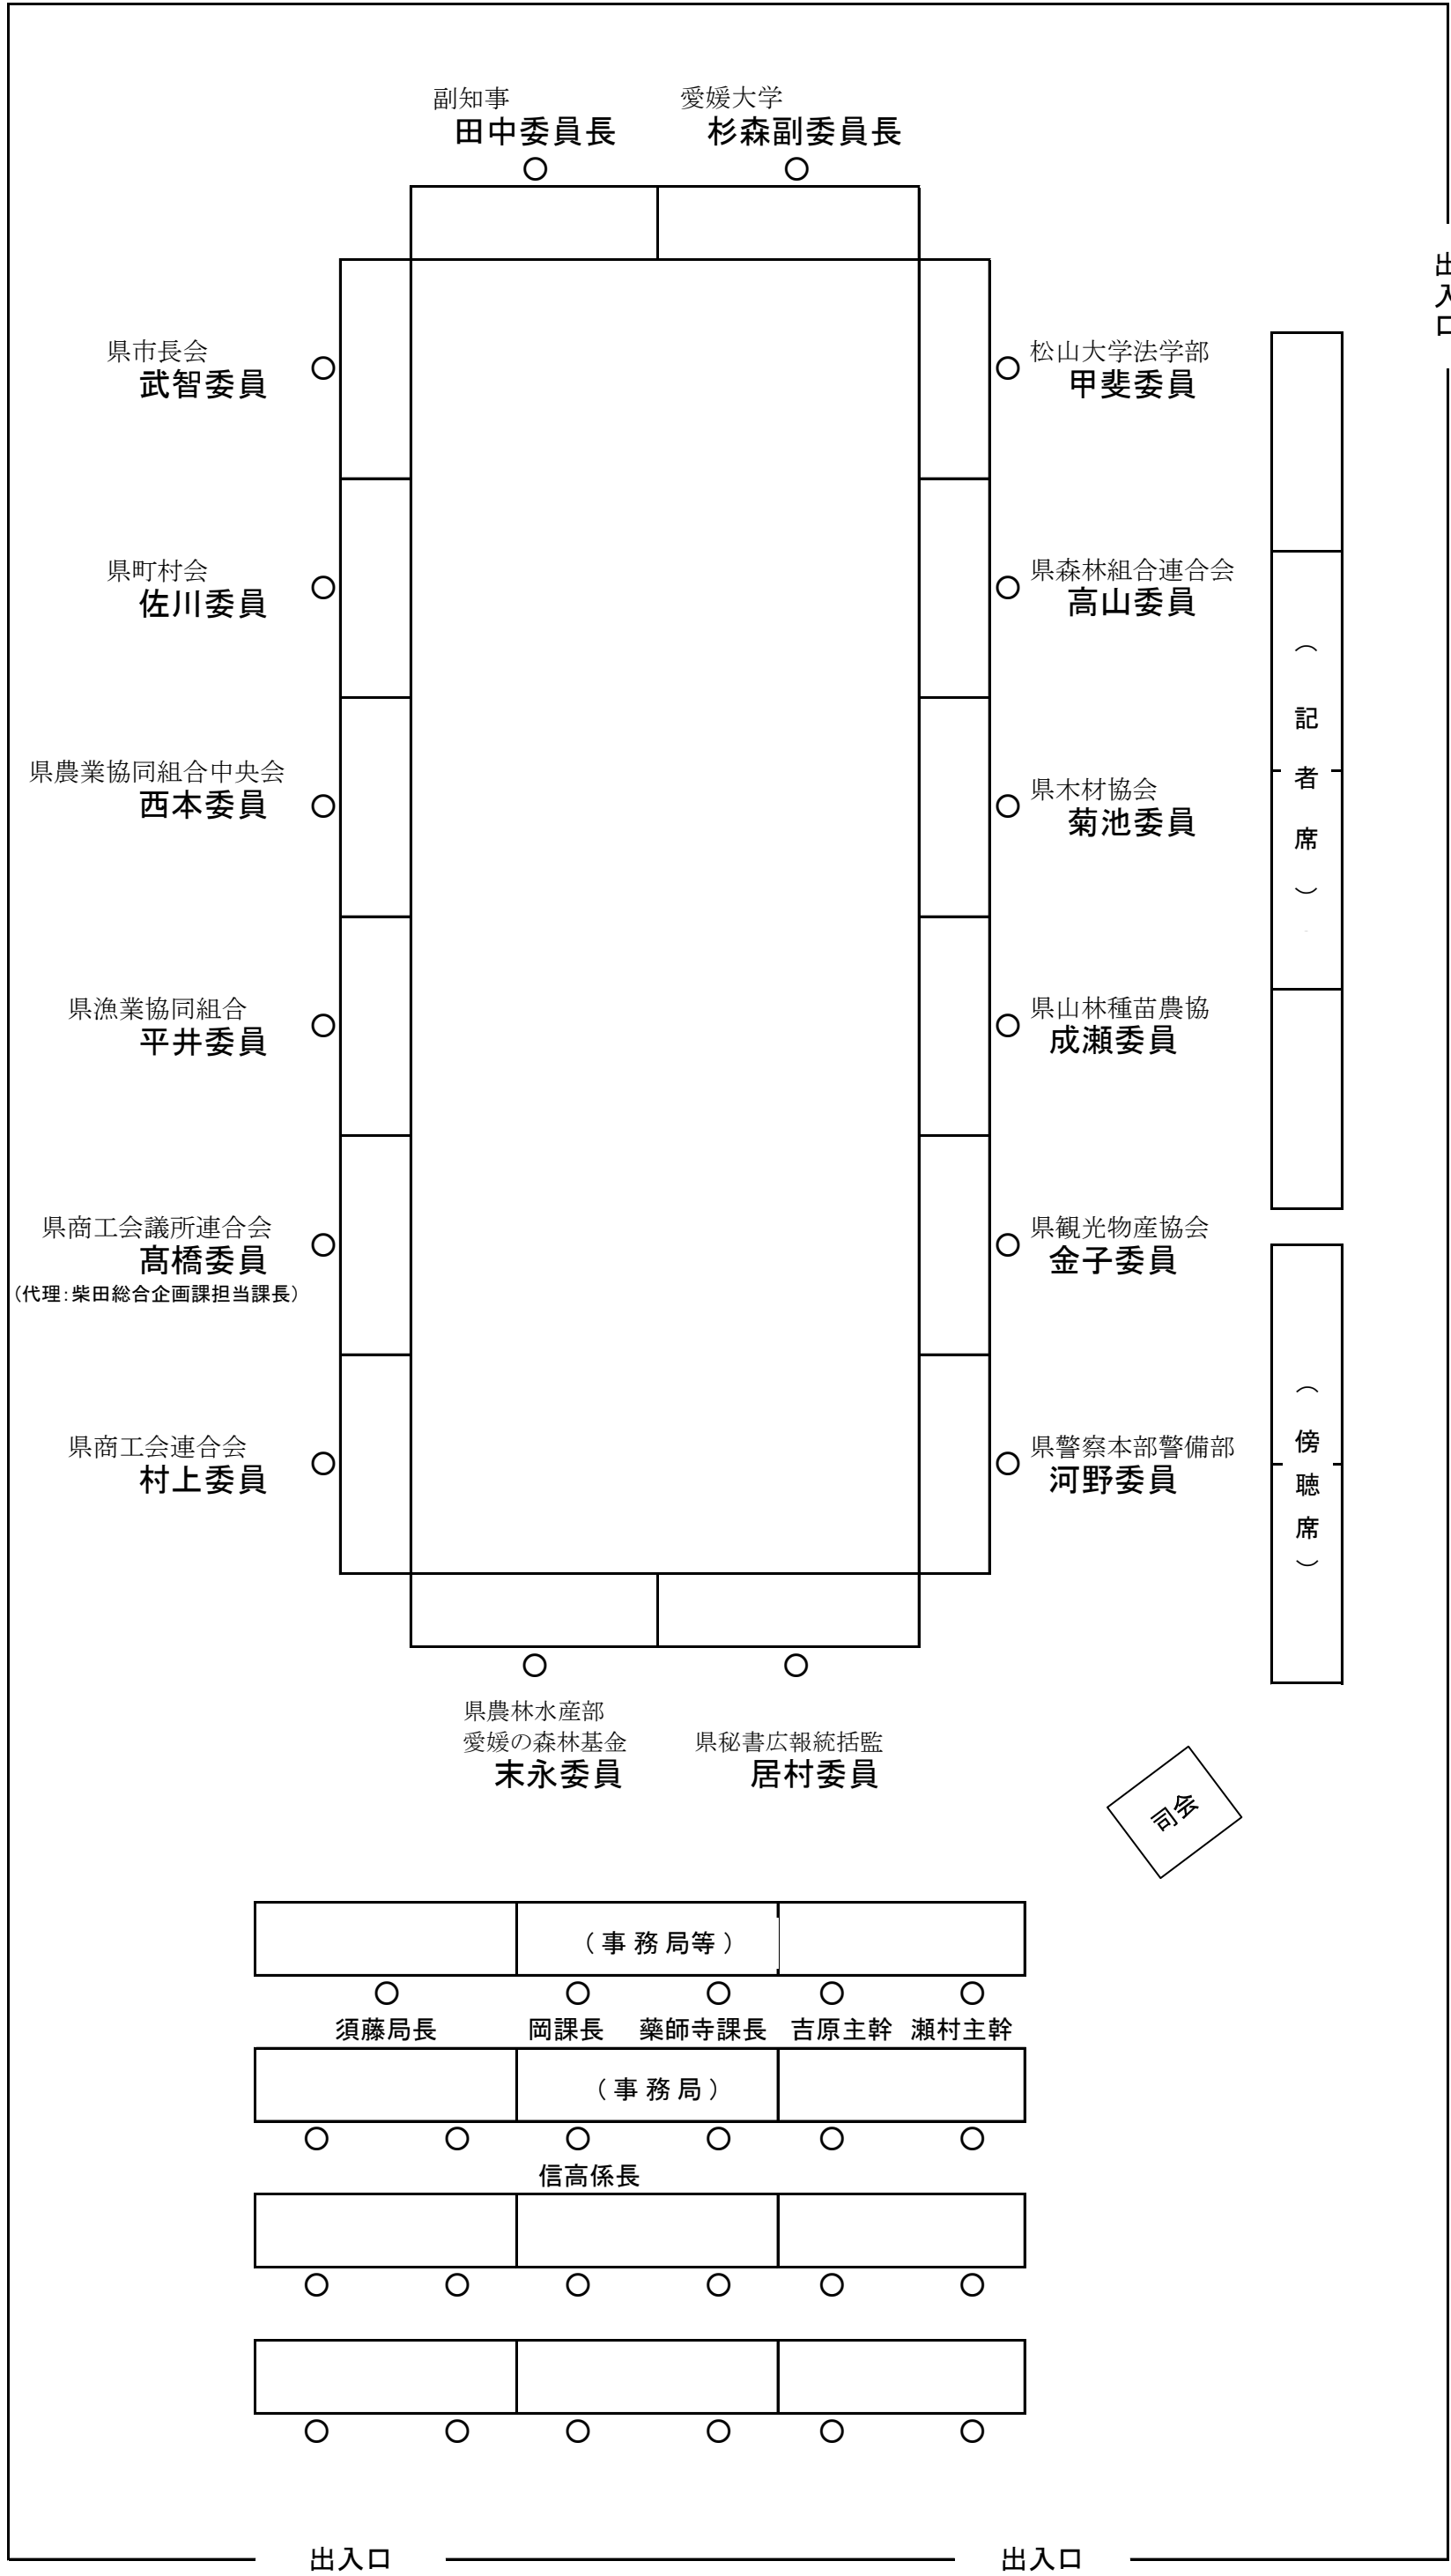 副知事
田中委員長
愛媛大学
杉森副委員長
出入口
県市長会
武智委員
松山大学法学部
甲斐委員
県町村会
佐川委員
県森林組合連合会
高山委員
県農業協同組合中央会
西本委員
県木材協会
菊池委員
（記者席）
県漁業協同組合
平井委員
県山林種苗農協
成瀬委員
県商工会議所連合会
髙橋委員
（代理：柴田総合企画課担当課長）
県観光物産協会
金子委員
県商工会連合会
村上委員
県警察本部警備部
河野委員
（傍聴席）
県農林水産部
愛媛の森林基金
末永委員
県秘書広報統括監
居村委員
司会
（事務局等）
須藤局長 岡課長 藥師寺課長 吉原主幹 瀬村主幹
（事務局）
信高係長
出入口
出入口